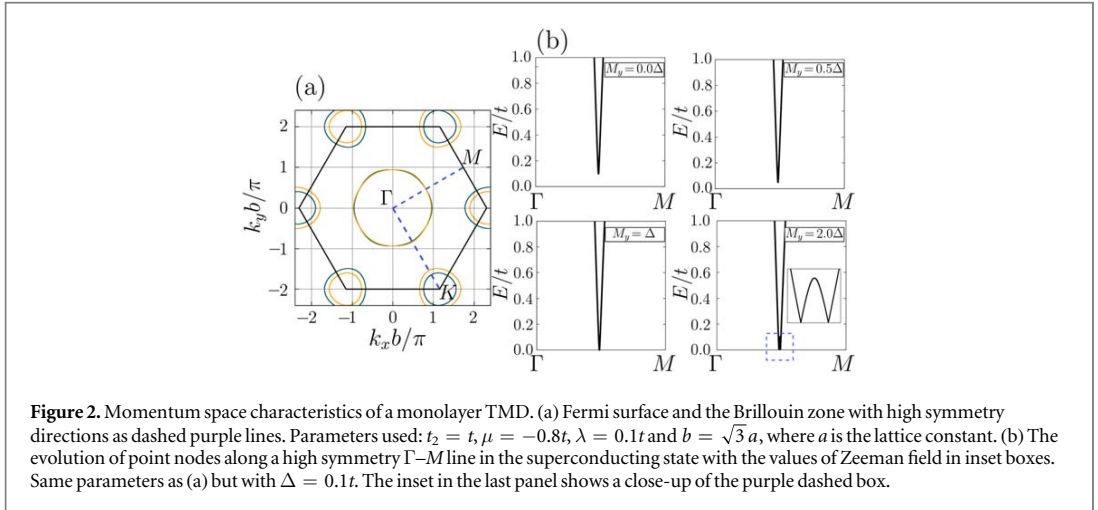 (a)
k_y b/π
2
1
0
−1
−2
−2 −1 0 1 2
k_x b/π
Γ
M
K
(b)
E/t
1.0
0.8
0.6
0.4
0.2
0.0
Γ M
M_y = 0.0Δ
E/t
1.0
0.8
0.6
0.4
0.2
0.0
Γ M
M_y = 0.5Δ
E/t
1.0
0.8
0.6
0.4
0.2
0.0
Γ M
M_y = Δ
E/t
1.0
0.8
0.6
0.4
0.2
0.0
Γ M
M_y = 2.0Δ
Figure 2. Momentum space characteristics of a monolayer TMD. (a) Fermi surface and the Brillouin zone with high symmetry
directions as dashed purple lines. Parameters used: t₂ = t, μ = −0.8t, λ = 0.1t and b = √3 a, where a is the lattice constant. (b) The
evolution of point nodes along a high symmetry Γ–M line in the superconducting state with the values of Zeeman field in inset boxes.
Same parameters as (a) but with Δ = 0.1t. The inset in the last panel shows a close-up of the purple dashed box.